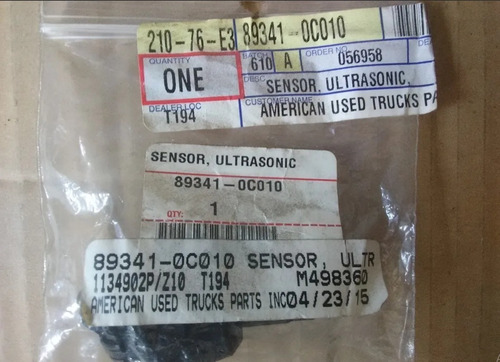 210-76-E3 89341-0C010
QUANTITY BATCH 610 A ORDER NO. 056958
ONE DESC SENSOR, ULTRASONIC,
DEALER LOC CUSTOMER NAME
T194 AMERICAN USED TRUCKS PA
SENSOR, ULTRASONIC
89341-0C010
QTY: 1
89341-0C010 SENSOR, ULTR
1134902P/Z10 T194 M498360
AMERICAN USED TRUCKS PARTS INC 04/23/15